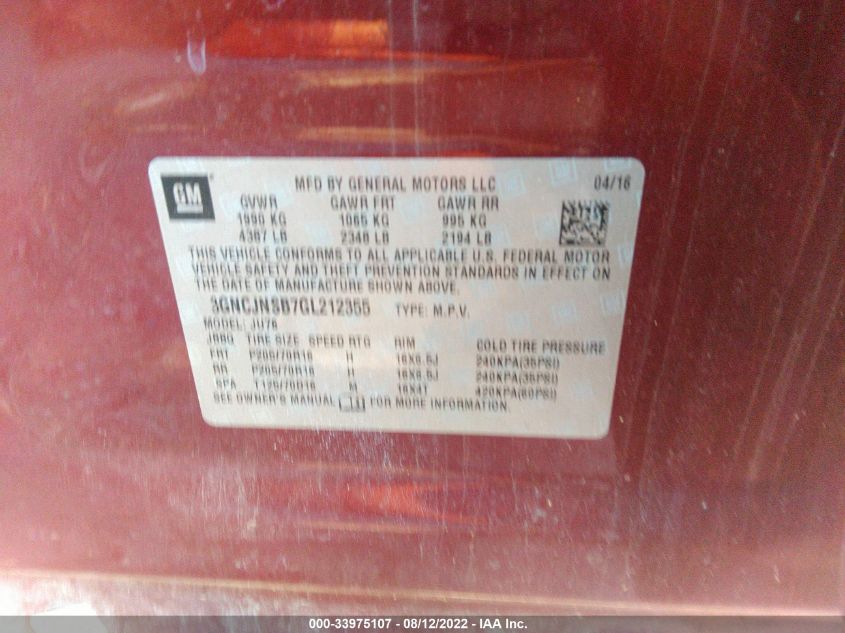 GM
MFD BY GENERAL MOTORS LLC 04/16
GVWR GAWR FRT GAWR RR
1990 KG 1065 KG 995 KG
4387 LB 2348 LB 2194 LB
THIS VEHICLE CONFORMS TO ALL APPLICABLE U.S. FEDERAL MOTOR
VEHICLE SAFETY AND THEFT PREVENTION STANDARDS IN EFFECT ON
THE DATE OF MANUFACTURE SHOWN ABOVE.
3GNCJNSB7GL212355 TYPE: M.P.V.
MODEL: JU76
TIRE SIZE SPEED RTG RIM COLD TIRE PRESSURE
FRT P205/70R16 H 16X6.5J 240KPA(35PSI)
RR P205/70R16 H 16X6.5J 240KPA(35PSI)
SPA T125/70D16 M 16X4T 420KPA(60PSI)
SEE OWNER'S MANUAL FOR MORE INFORMATION.
000-33975107 - 08/12/2022 - IAA Inc.